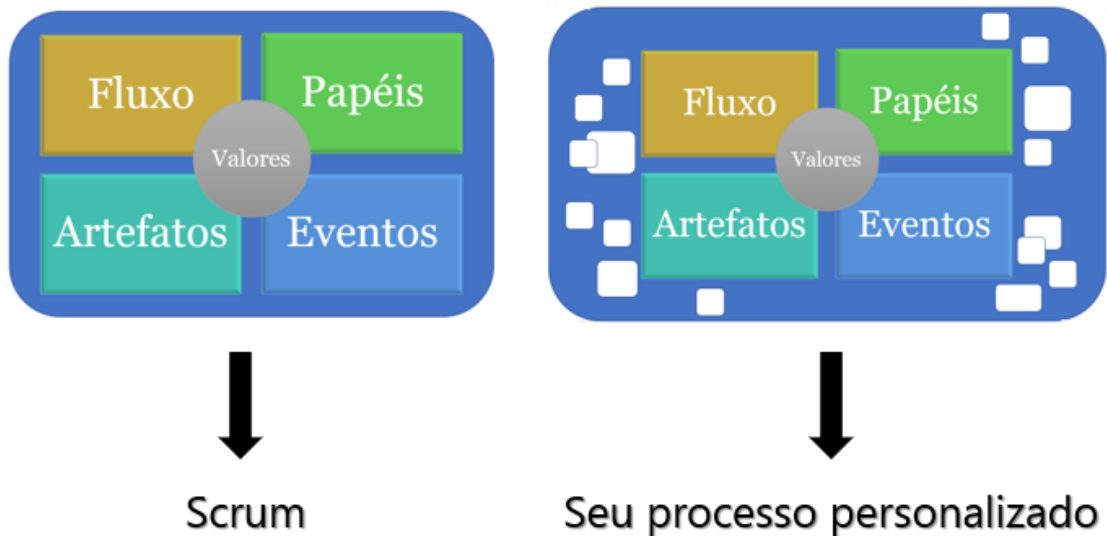 Fluxo Papéis
Valores
Artefatos Eventos
Fluxo Papéis
Valores
Artefatos Eventos
Scrum
Seu processo personalizado